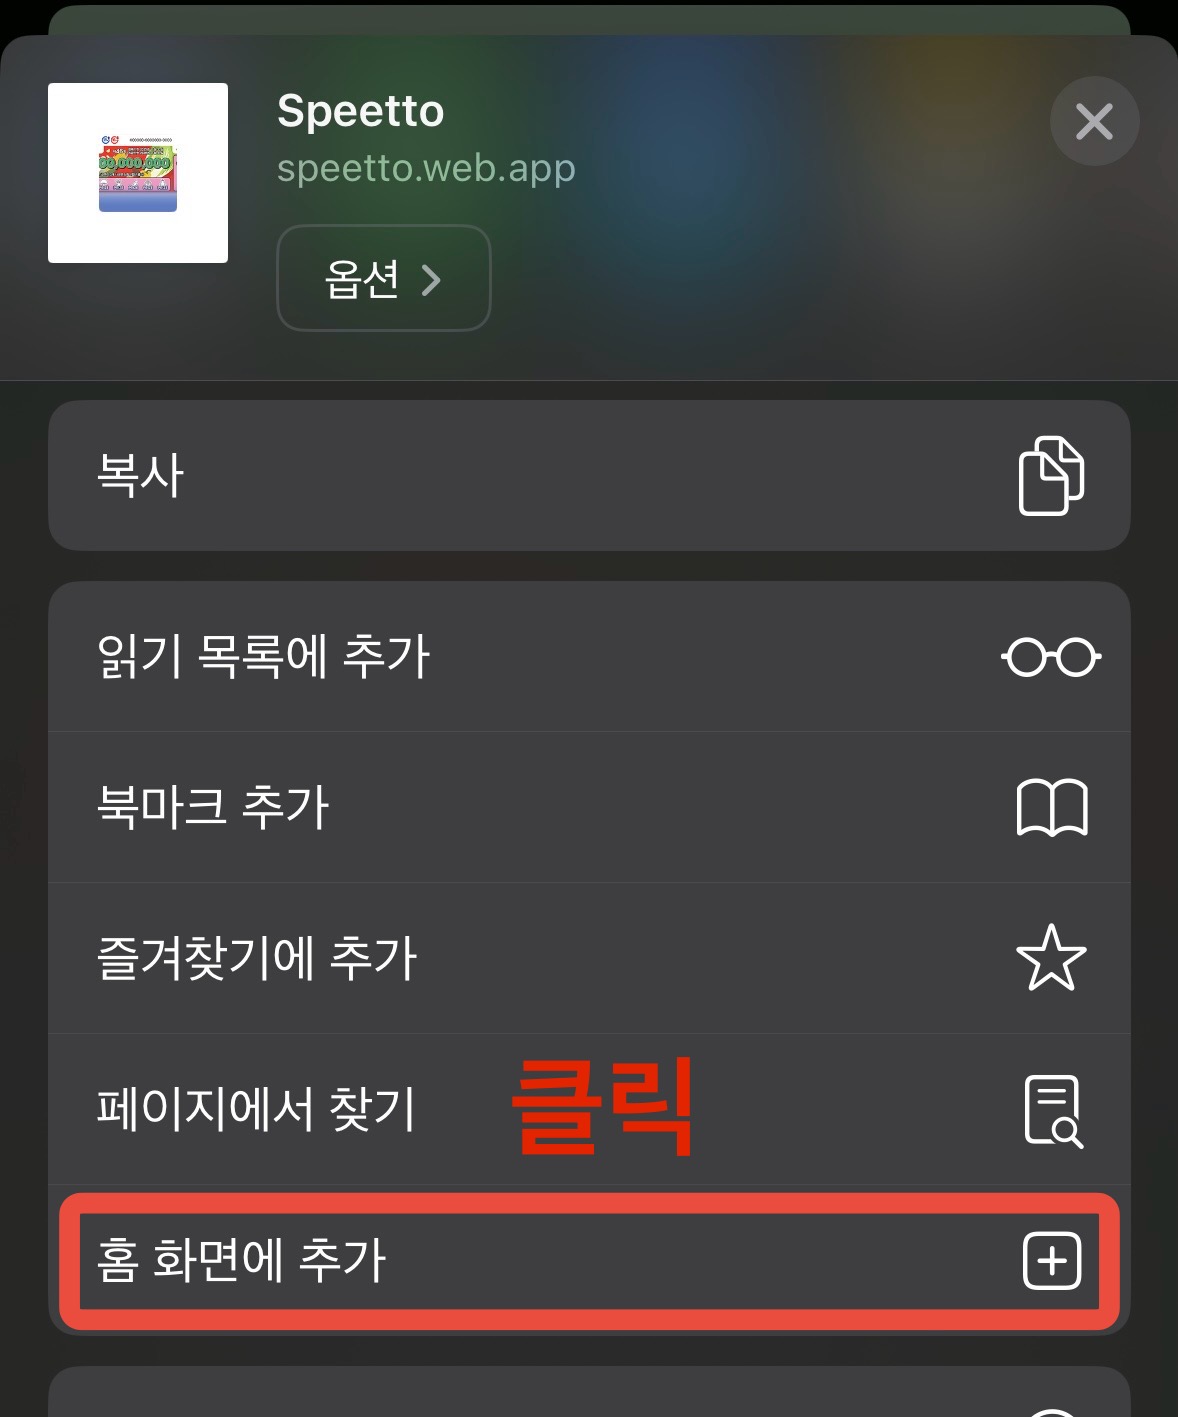 Speetto
speetto.web.app
옵션
복사
읽기 목록에 추가
북마크 추가
즐겨찾기에 추가
페이지에서 찾기
클릭
홈 화면에 추가